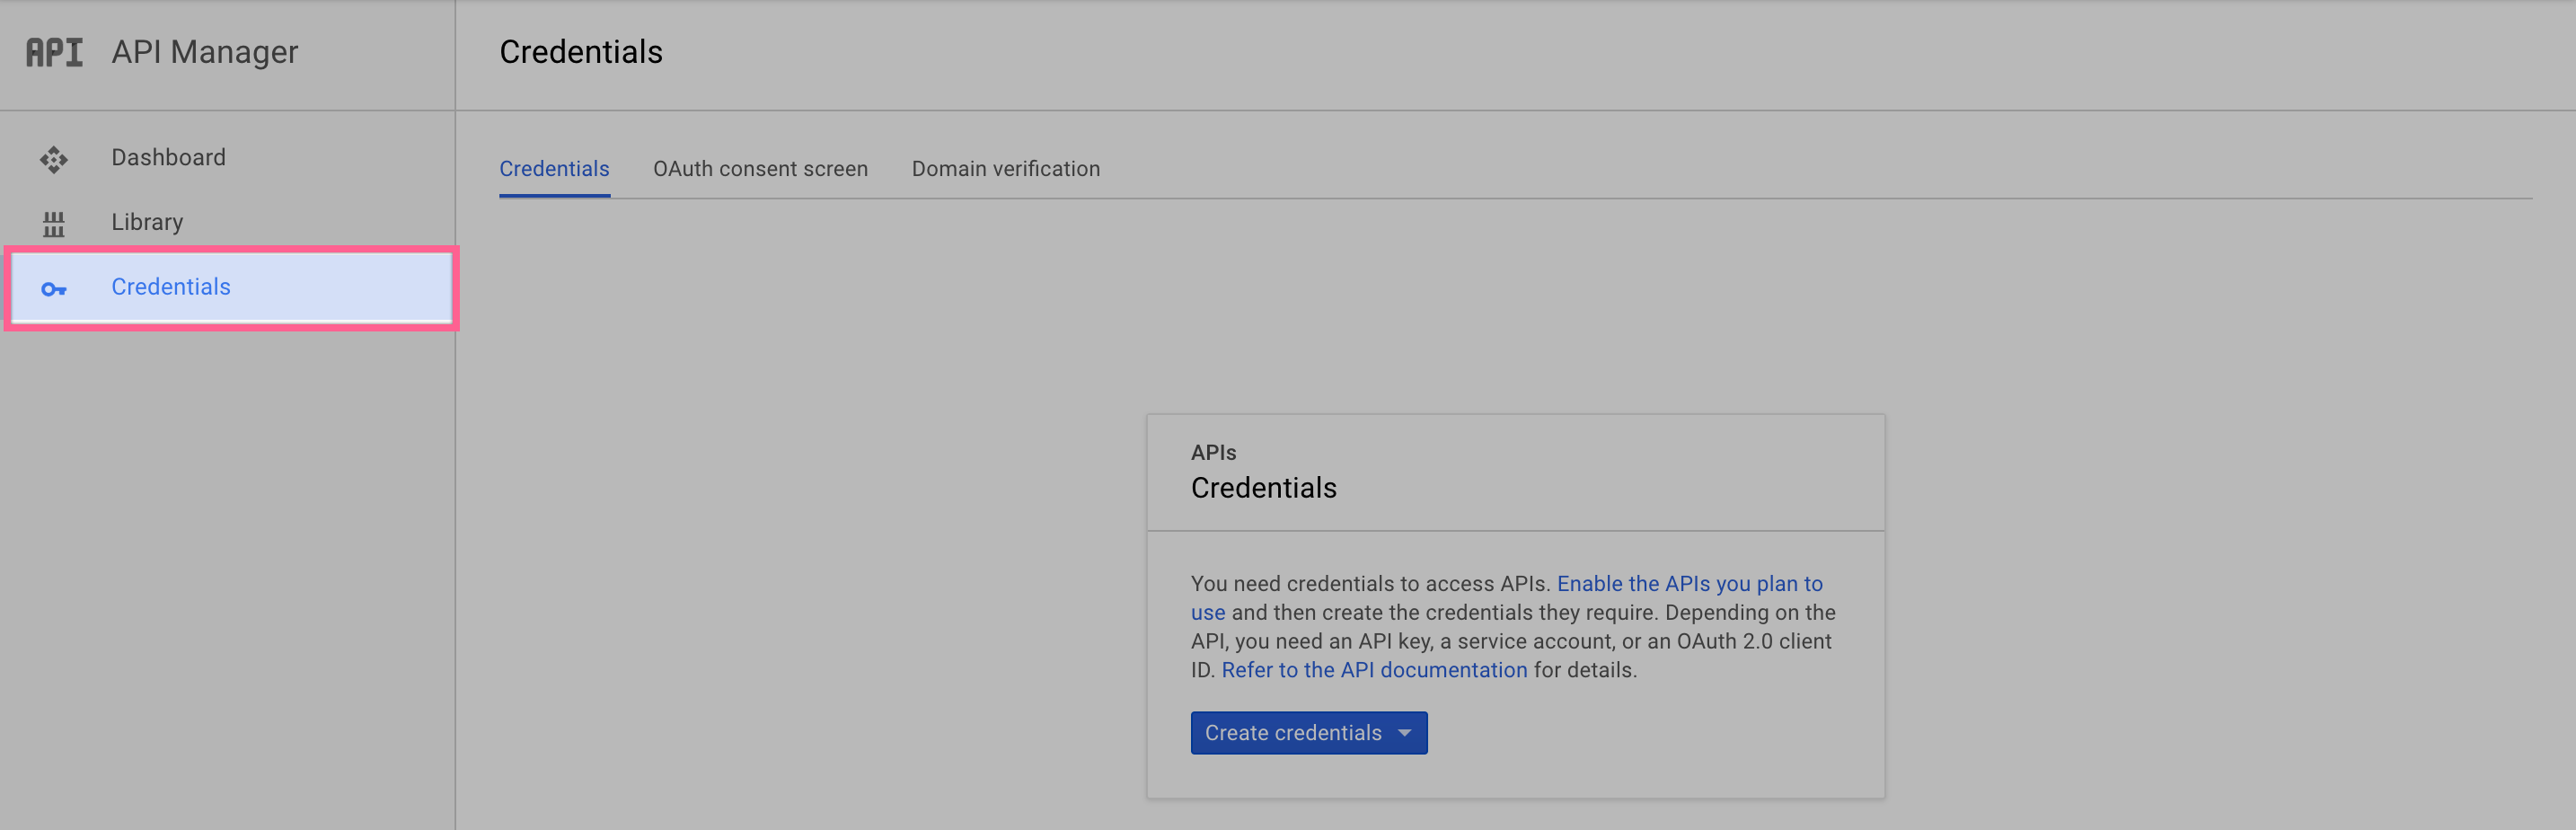 API API Manager
Credentials
Dashboard
Library
Credentials
Credentials OAuth consent screen Domain verification
APIs
Credentials
You need credentials to access APIs. Enable the APIs you plan to
use and then create the credentials they require. Depending on the
API, you need an API key, a service account, or an OAuth 2.0 client
ID. Refer to the API documentation for details.
Create credentials